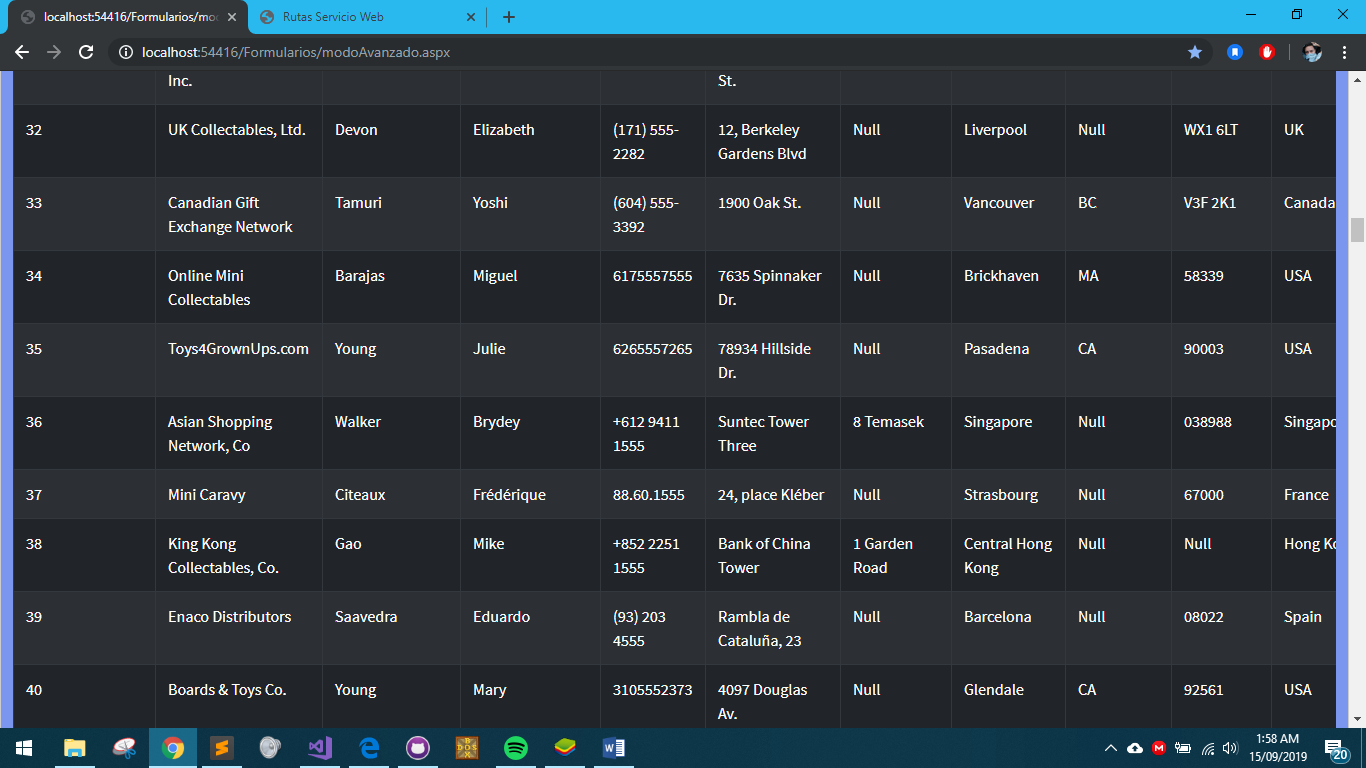 localhost:54416/Formularios/mo
Rutas Servicio Web
localhost:54416/Formularios/modoAvanzado.aspx
Inc. St.
32 UK Collectables, Ltd. Devon Elizabeth (171) 555- 12, Berkeley Null Liverpool Null WX1 6LT UK
2282 Gardens Blvd
33 Canadian Gift Tamuri Yoshi (604) 555- 1900 Oak St. Null Vancouver BC V3F 2K1 Canada
Exchange Network 3392
34 Online Mini Barajas Miguel 6175557555 7635 Spinnaker Null Brickhaven MA 58339 USA
Collectables Dr.
35 Toys4GrownUps.com Young Julie 6265557265 78934 Hillside Null Pasadena CA 90003 USA
Dr.
36 Asian Shopping Walker Brydey +612 9411 Suntec Tower 8 Temasek Singapore Null 038988 Singapo
Network, Co 1555 Three
37 Mini Caravy Citeaux Frédérique 88.60.1555 24, place Kléber Null Strasbourg Null 67000 France
38 King Kong Gao Mike +852 2251 Bank of China 1 Garden Central Hong Null Null Hong Ko
Collectables, Co. 1555 Tower Road Kong
39 Enaco Distributors Saavedra Eduardo (93) 203 Rambla de Null Barcelona Null 08022 Spain
4555 Cataluña, 23
40 Boards & Toys Co. Young Mary 3105552373 4097 Douglas Null Glendale CA 92561 USA
Av.
1:58 AM
15/09/2019
20